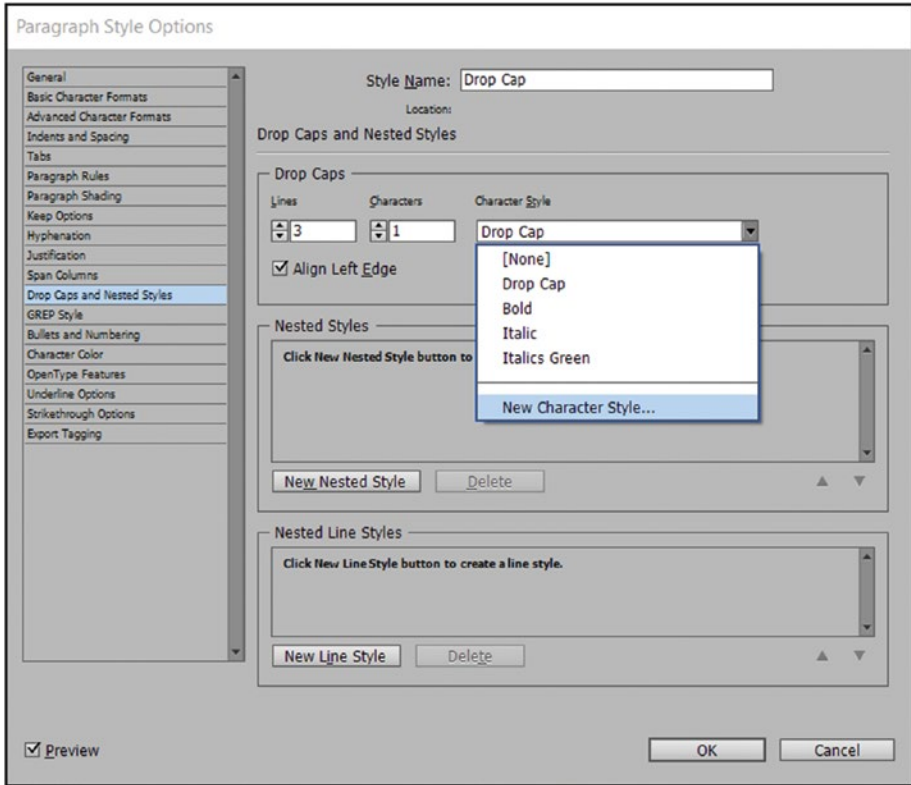 Paragraph Style Options
General
Basic Character Formats
Advanced Character Formats
Indents and Spacing
Tabs
Paragraph Rules
Paragraph Shading
Keep Options
Hyphenation
Justification
Span Columns
Drop Caps and Nested Styles
GREP Style
Bullets and Numbering
Character Color
OpenType Features
Underline Options
Strikethrough Options
Export Tagging
Style Name: Drop Cap
Location:
Drop Caps and Nested Styles
Drop Caps
Lines Characters Character Style
3 1 Drop Cap
Align Left Edge
[None]
Drop Cap
Bold
Italic
Italics Green
New Character Style...
Nested Styles
Click New Nested Style button to
New Nested Style Delete
Nested Line Styles
Click New Line Style button to create a line style.
New Line Style Delete
Preview OK Cancel